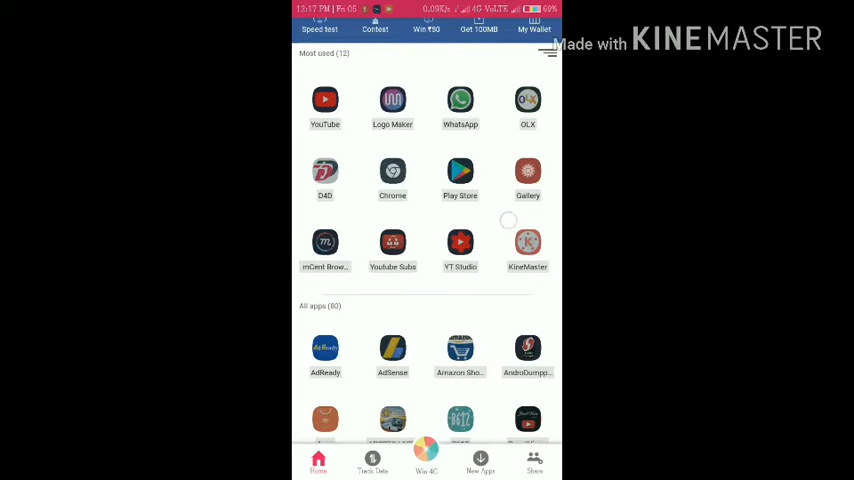 12:17 PM | Fri 05 0.09K/s 4G VoLTE 69%
Speed test Contest Win ₹50 Get 100MB My Wallet
Made with KINEMASTER
Most used (12)
YouTube Logo Maker WhatsApp OLX
D4D Chrome Play Store Gallery
mCent Brow... Youtube Subs YT Studio KineMaster
All apps (80)
AdReady AdSense Amazon Sho... AndroDumpp...
Home Track Data Win 4C New Apps Share